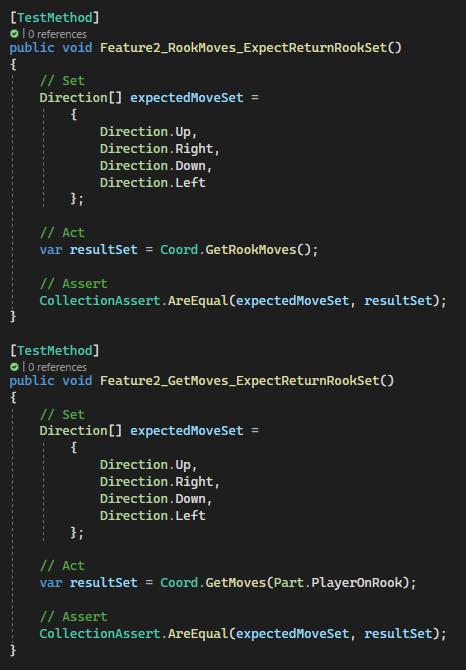 [TestMethod]
| 0 references
public void Feature2_RookMoves_ExpectReturnRookSet()
{
// Set
Direction[] expectedMoveSet =
{
Direction.Up,
Direction.Right,
Direction.Down,
Direction.Left
};
// Act
var resultSet = Coord.GetRookMoves();
// Assert
CollectionAssert.AreEqual(expectedMoveSet, resultSet);
}
[TestMethod]
| 0 references
public void Feature2_GetMoves_ExpectReturnRookSet()
{
// Set
Direction[] expectedMoveSet =
{
Direction.Up,
Direction.Right,
Direction.Down,
Direction.Left
};
// Act
var resultSet = Coord.GetMoves(Part.PlayerOnRook);
// Assert
CollectionAssert.AreEqual(expectedMoveSet, resultSet);
}